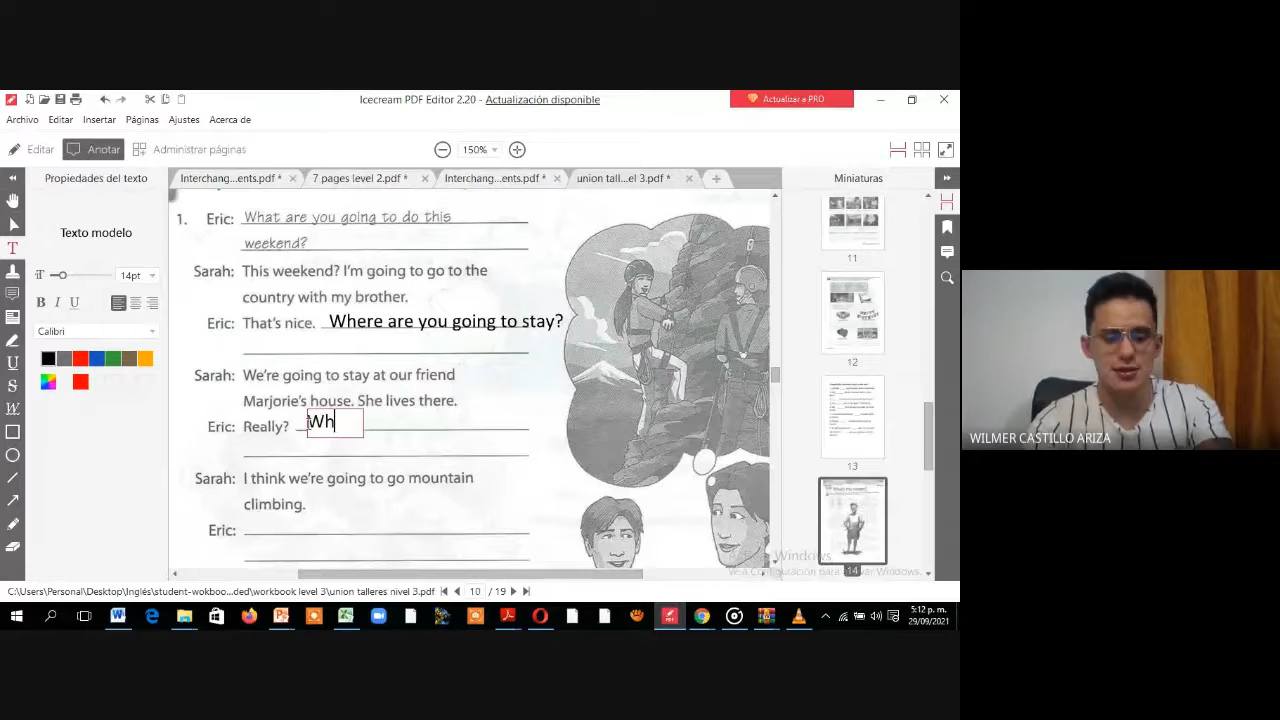 Icecream PDF Editor 2.20 - Actualización disponible
Actualizar a PRO
Archivo Editar Insertar Páginas Ajustes Acerca de
Editar Anotar Administrar páginas 150%
Propiedades del texto
Interchang...ents.pdf * 7 pages level 2.pdf * Interchang...ents.pdf * union tall...el 3.pdf *
Miniaturas
Texto modelo
14pt
B I U
Calibri
1. Eric: What are you going to do this
weekend?
Sarah: This weekend? I'm going to go to the
country with my brother.
Eric: That's nice. Where are you going to stay?
Sarah: We're going to stay at our friend
Marjorie's house. She lives there.
Eric: Really? Wh
Sarah: I think we're going to go mountain
climbing.
Eric:
11
12
13
14
WILMER CASTILLO ARIZA
C:\Users\Personal\Desktop\Inglés\student-wokboo...ded\workbook level 3\union talleres nivel 3.pdf
10 / 19
5:12 p. m.
29/09/2021